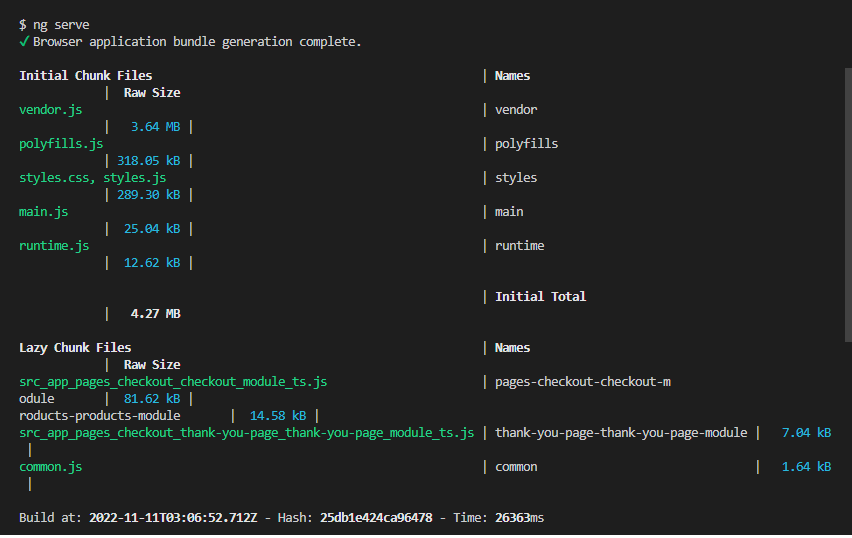 $ ng serve
✓ Browser application bundle generation complete.
Initial Chunk Files | Names
| Raw Size
vendor.js | vendor
| 3.64 MB |
polyfills.js | polyfills
| 318.05 kB |
styles.css, styles.js | styles
| 289.30 kB |
main.js | main
| 25.04 kB |
runtime.js | runtime
| 12.62 kB |
| Initial Total
| 4.27 MB
Lazy Chunk Files | Names
| Raw Size
src_app_pages_checkout_checkout_module_ts.js | pages-checkout-checkout-m
odule | 81.62 kB |
roducts-products-module | 14.58 kB |
src_app_pages_checkout_thank-you-page_thank-you-page_module_ts.js | thank-you-page-thank-you-page-module | 7.04 kB
|
common.js | common | 1.64 kB
|
Build at: 2022-11-11T03:06:52.712Z - Hash: 25db1e424ca96478 - Time: 26363ms